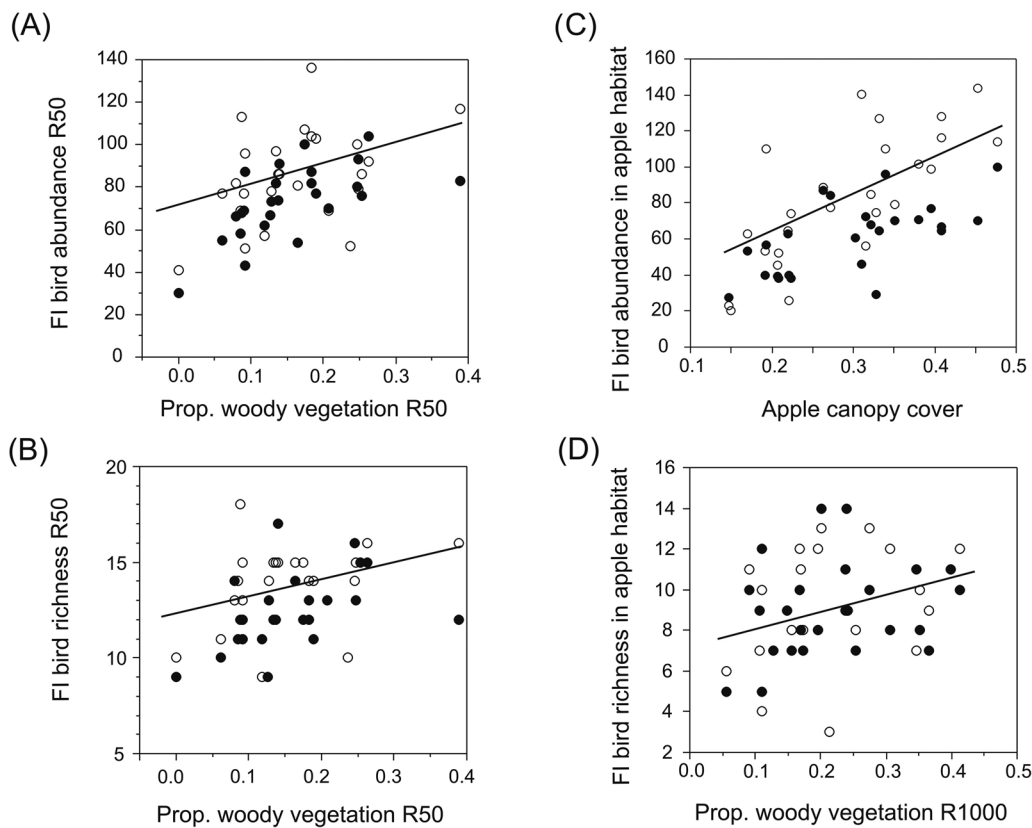 (A)
FI bird abundance R50
140
120
100
80
60
40
20
0
0.0 0.1 0.2 0.3 0.4
Prop. woody vegetation R50
(C)
FI bird abundance in apple habitat
160
140
120
100
80
60
40
20
0
0.1 0.2 0.3 0.4 0.5
Apple canopy cover
(B)
FI bird richness R50
20
15
10
5
0.0 0.1 0.2 0.3 0.4
Prop. woody vegetation R50
(D)
FI bird richness in apple habitat
16
14
12
10
8
6
4
2
0.0 0.1 0.2 0.3 0.4 0.5
Prop. woody vegetation R1000